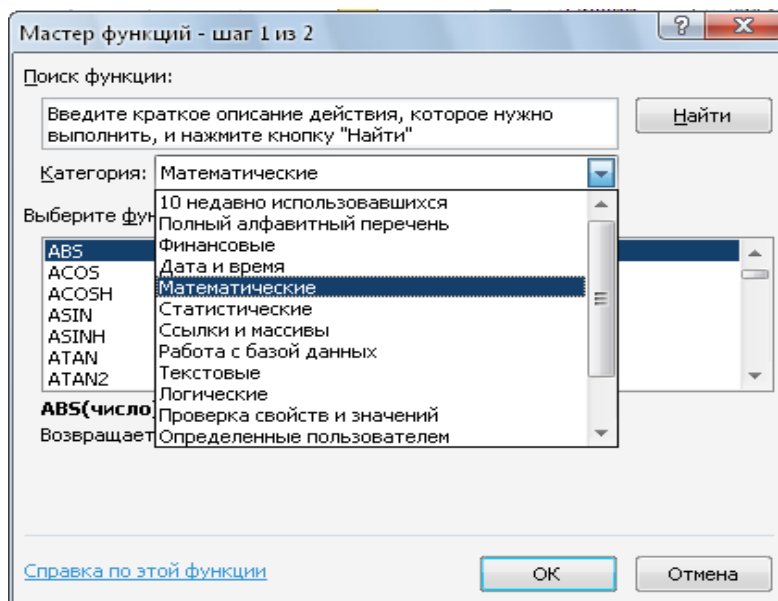 Мастер функций - шаг 1 из 2
Поиск функции:
Введите краткое описание действия, которое нужно
выполнить, и нажмите кнопку "Найти"
Найти
Категория: Математические
10 недавно использовавшихся
Полный алфавитный перечень
Финансовые
Дата и время
Математические
Статистические
Ссылки и массивы
Работа с базой данных
Текстовые
Логические
Проверка свойств и значений
Определенные пользователем
Выберите
ABS
ACOS
ACOSH
ASIN
ASINH
ATAN
ATAN2
ABS(число)
Возвращает
Справка по этой функции
ОК
Отмена